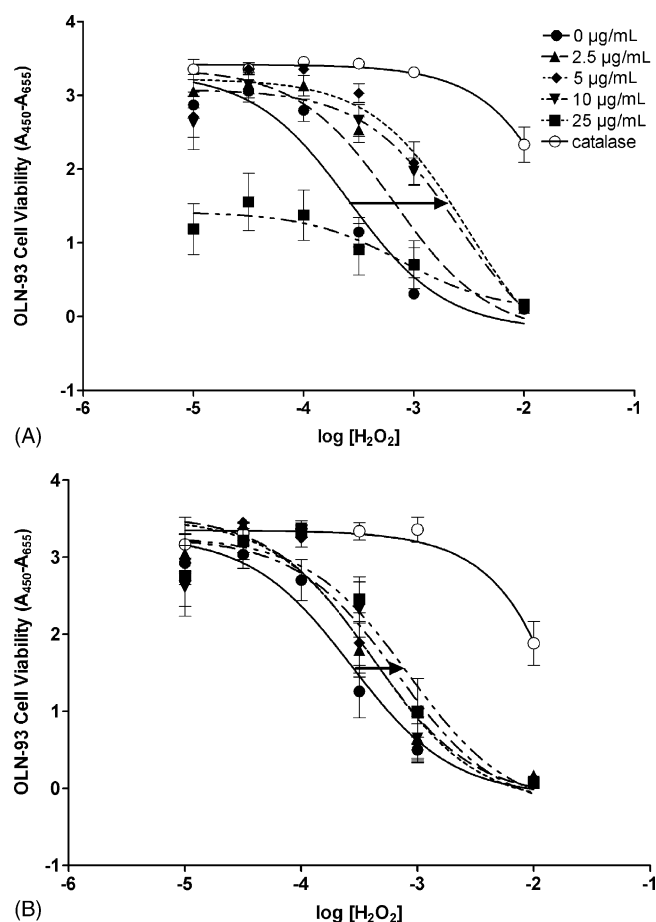 4
0 µg/mL
2.5 µg/mL
3
5 µg/mL
10 µg/mL
25 µg/mL
2
catalase
1
0
-1
OLN-93 Cell Viability (A450-A655)
-6
-5
-4
-3
-2
-1
(A)
log [H2O2]
4
3
2
1
0
-1
OLN-93 Cell Viability (A450-A655)
-6
-5
-4
-3
-2
-1
(B)
log [H2O2]